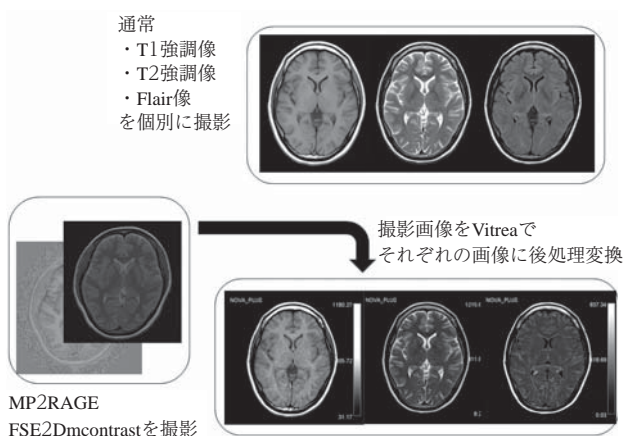 通常
・T1強調像
・T2強調像
・Flair像
を個別に撮影
撮影画像をVitreaで
それぞれの画像に後処理変換
NOVA_PLUS
NOVA_PLUS
NOVA_PLUS
MP2RAGE
FSE2Dmcontrastを撮影